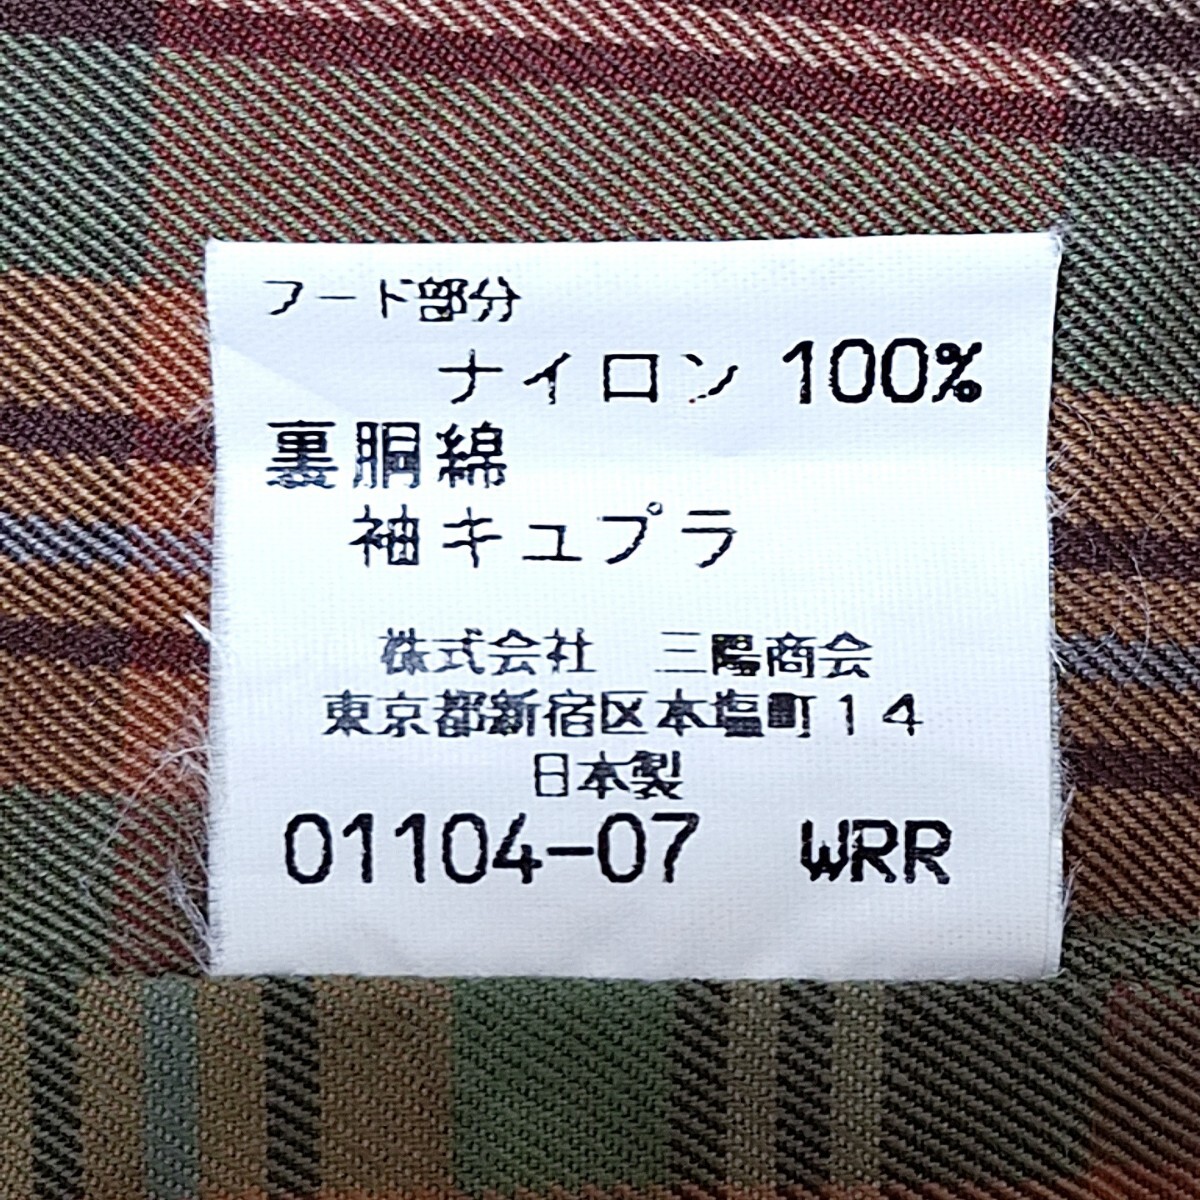 フード部分
ナイロン 100%
裏胴綿
袖キュプラ
株式会社　三陽商会
東京都新宿区本塩町14
日本製
01104-07 WRR